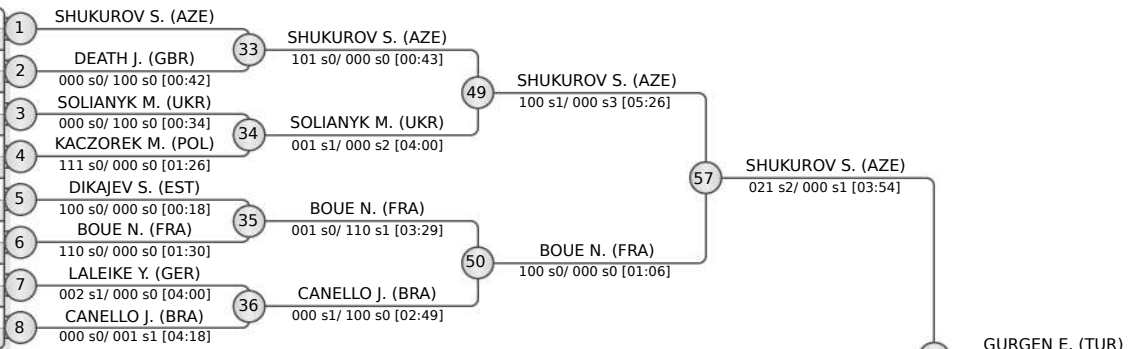 1
SHUKUROV S. (AZE)
2
DEATH J. (GBR)
000 s0/ 100 s0 [00:42]
3
SOLIANYK M. (UKR)
000 s0/ 100 s0 [00:34]
4
KACZOREK M. (POL)
111 s0/ 000 s0 [01:26]
5
DIKAJEV S. (EST)
100 s0/ 000 s0 [00:18]
6
BOUE N. (FRA)
110 s0/ 000 s0 [01:30]
7
LALEIKE Y. (GER)
002 s1/ 000 s0 [04:00]
8
CANELLO J. (BRA)
000 s0/ 001 s1 [04:18]
33
SHUKUROV S. (AZE)
101 s0/ 000 s0 [00:43]
34
SOLIANYK M. (UKR)
001 s1/ 000 s2 [04:00]
35
BOUE N. (FRA)
001 s0/ 110 s1 [03:29]
36
CANELLO J. (BRA)
000 s1/ 100 s0 [02:49]
49
SHUKUROV S. (AZE)
100 s1/ 000 s3 [05:26]
50
BOUE N. (FRA)
100 s0/ 000 s0 [01:06]
57
SHUKUROV S. (AZE)
021 s2/ 000 s1 [03:54]
GURGEN E. (TUR)